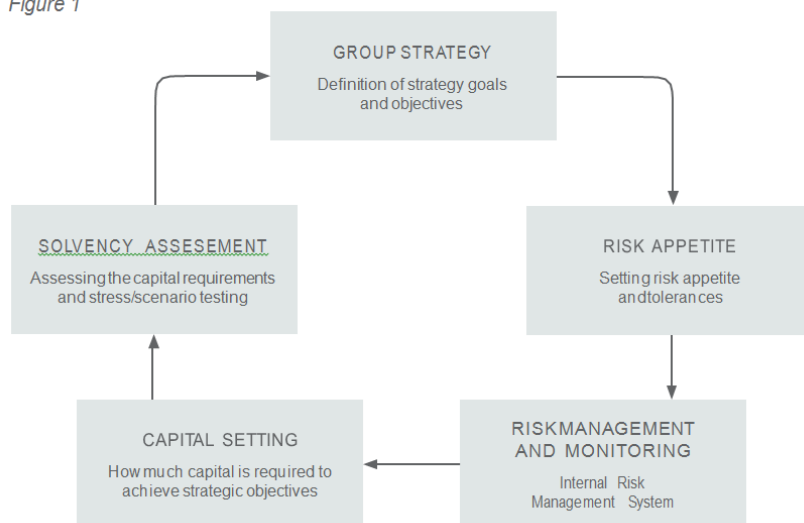 Figure 1
GROUP STRATEGY
Definition of strategy goals
and objectives
SOLVENCY ASSESEMENT
Assessing the capital requirements
and stress/scenario testing
RISK APPETITE
Setting risk appetite
andtolerances
CAPITAL SETTING
How much capital is required to
achieve strategic objectives
RISKMANAGEMENT
AND MONITORING
Internal Risk
Management System